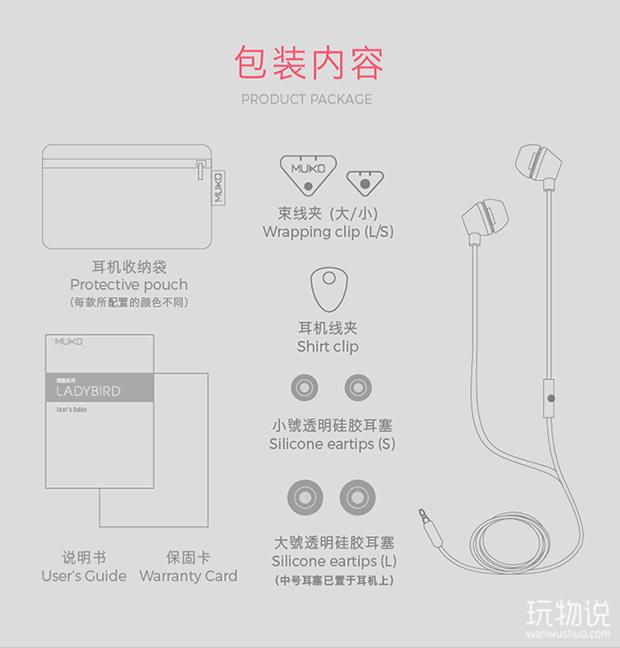 包装内容
PRODUCT PACKAGE
MUKO
耳机收纳袋
Protective pouch
（每款所配置的颜色不同）
MUKO
束线夹 (大/小)
Wrapping clip (L/S)
耳机线夹
Shirt clip
MUKO
LADYBIRD
User's Guide
小號透明硅胶耳塞
Silicone eartips (S)
大號透明硅胶耳塞
Silicone eartips (L)
（中号耳塞已置于耳机上）
说明书
User's Guide
保固卡
Warranty Card
玩物说
wanwushuo.com